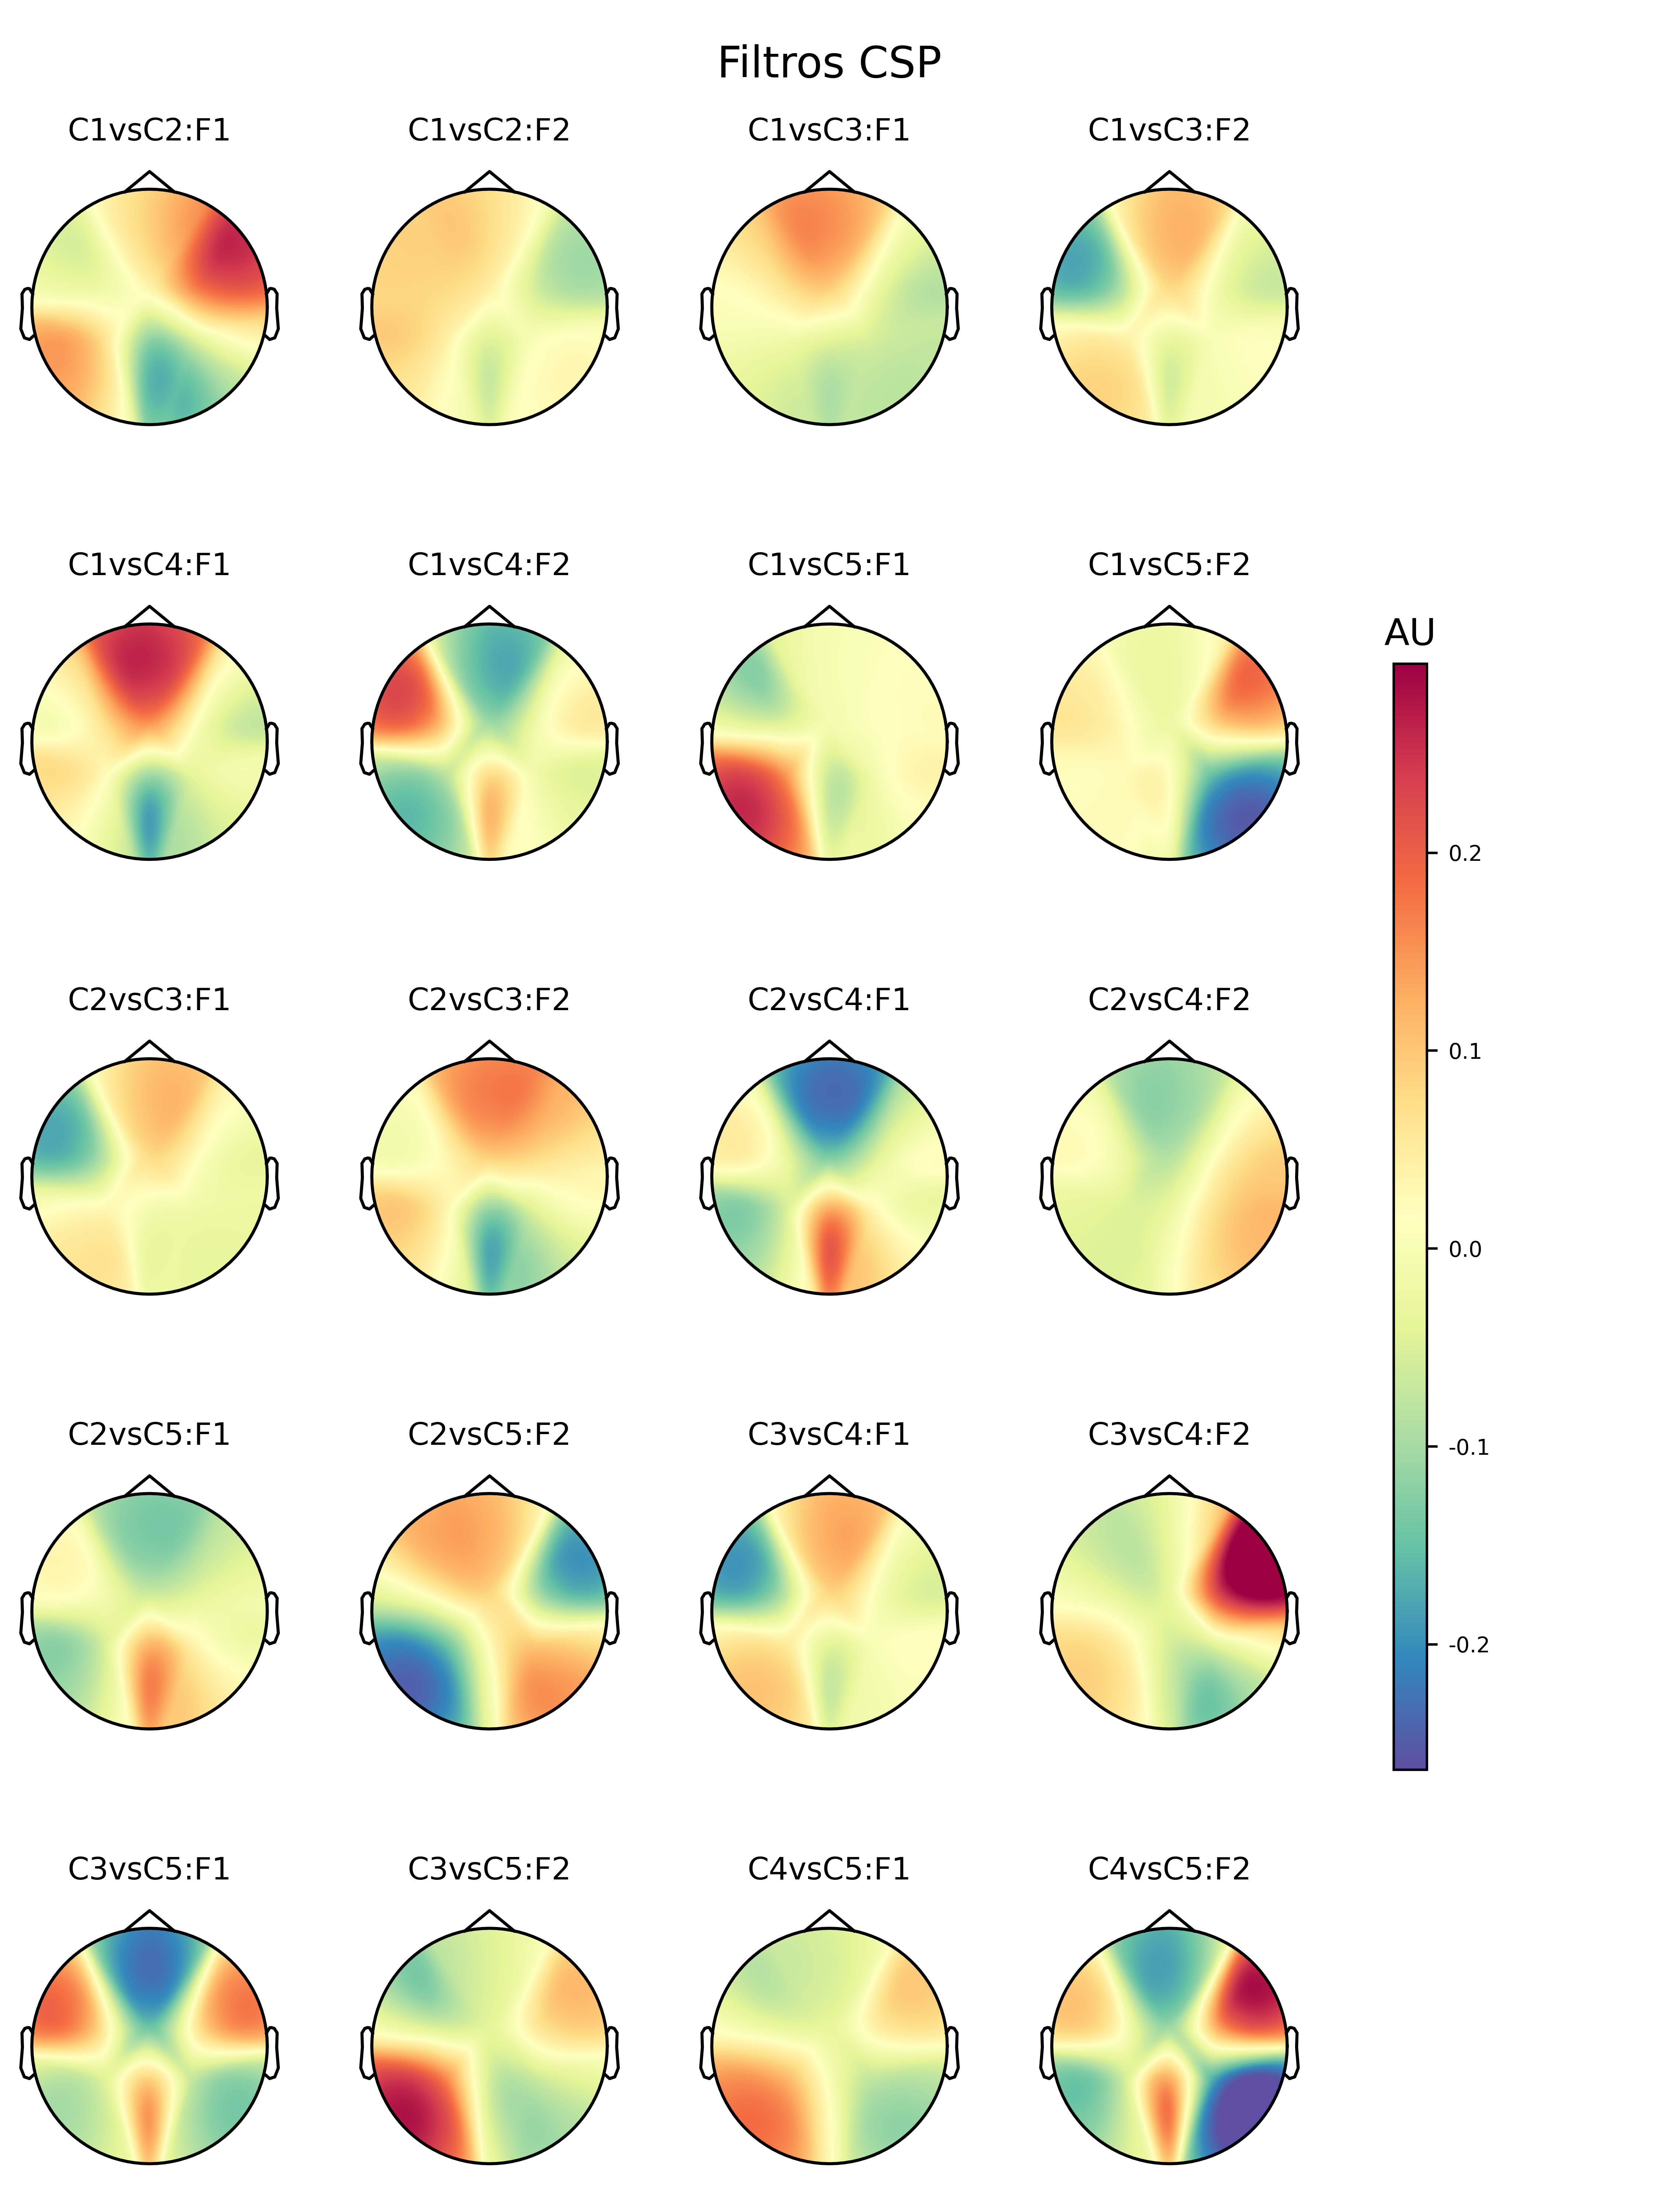 Filtros CSP
C1vsC2:F1
C1vsC2:F2
C1vsC3:F1
C1vsC3:F2
C1vsC4:F1
C1vsC4:F2
C1vsC5:F1
C1vsC5:F2
AU
0.2
0.1
0.0
-0.1
-0.2
C2vsC3:F1
C2vsC3:F2
C2vsC4:F1
C2vsC4:F2
C2vsC5:F1
C2vsC5:F2
C3vsC4:F1
C3vsC4:F2
C3vsC5:F1
C3vsC5:F2
C4vsC5:F1
C4vsC5:F2